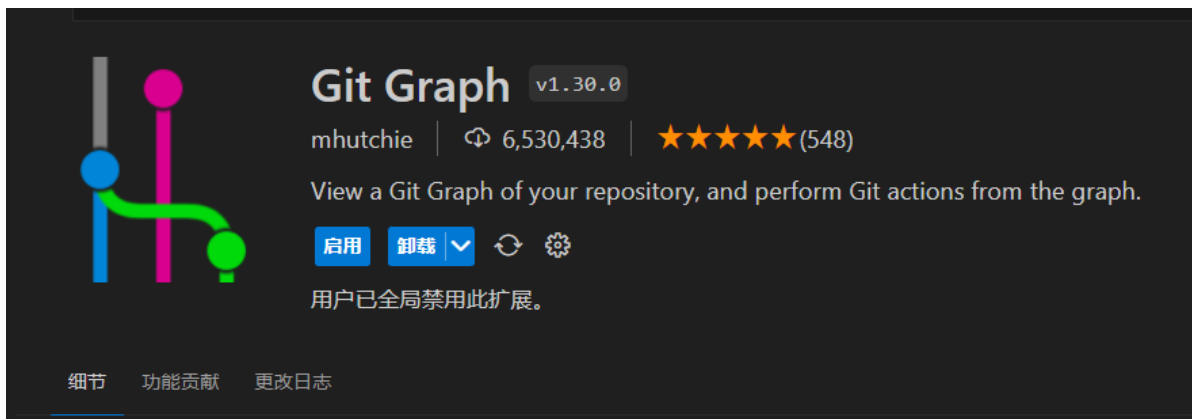 Git Graph v1.30.0
mhutchie 6,530,438 ★★★★★(548)
View a Git Graph of your repository, and perform Git actions from the graph.
启用 卸载
用户已全局禁用此扩展。
细节 功能贡献 更改日志